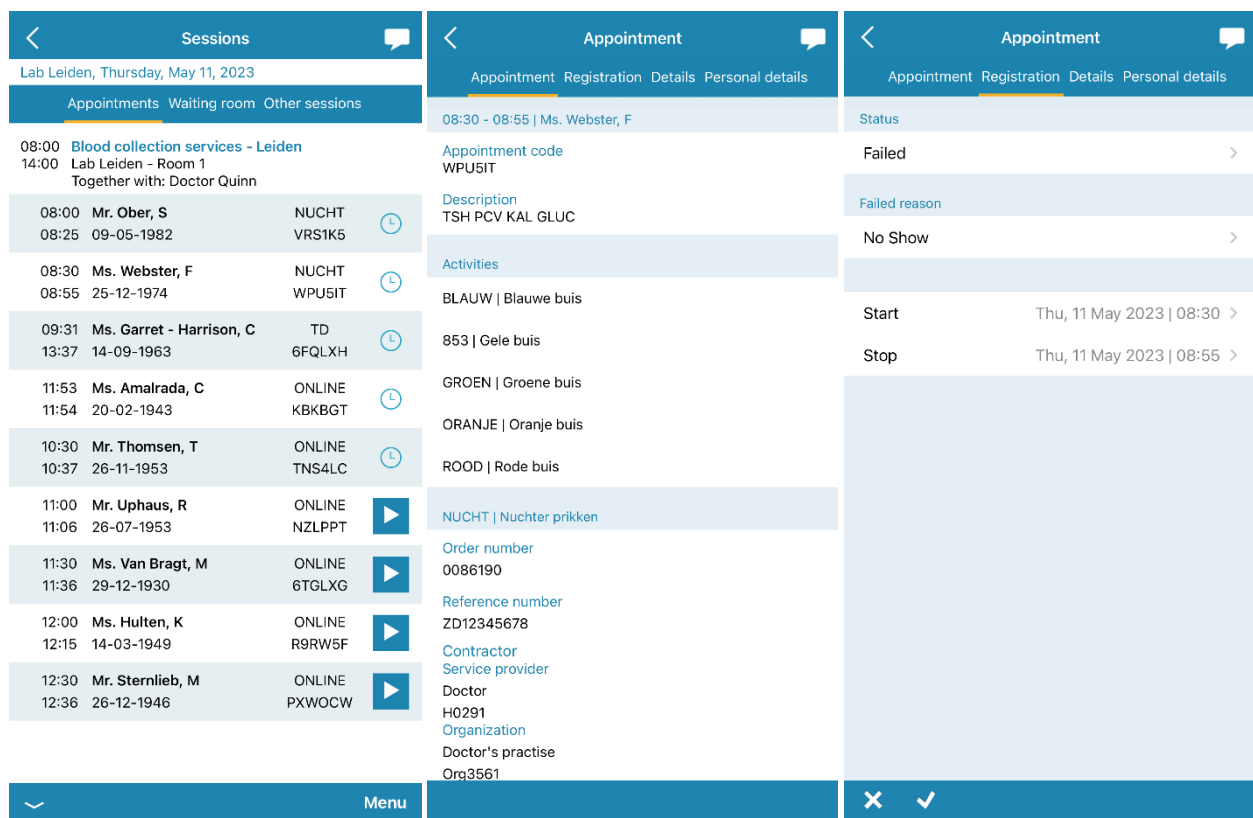 Sessions
Lab Leiden, Thursday, May 11, 2023
Appointments Waiting room Other sessions
08:00 Blood collection services - Leiden
14:00 Lab Leiden - Room 1
Together with: Doctor Quinn
08:00 Mr. Ober, S NUCHT
08:25 09-05-1982 VRS1K5
08:30 Ms. Webster, F NUCHT
08:55 25-12-1974 WPU5IT
09:31 Ms. Garret - Harrison, C TD
13:37 14-09-1963 6FQLXH
11:53 Ms. Amalrada, C ONLINE
11:54 20-02-1943 KBKBGT
10:30 Mr. Thomsen, T ONLINE
10:37 26-11-1953 TNS4LC
11:00 Mr. Uphaus, R ONLINE
11:06 26-07-1953 NZLPPT
11:30 Ms. Van Bragt, M ONLINE
11:36 29-12-1930 6TGLXG
12:00 Ms. Hulten, K ONLINE
12:15 14-03-1949 R9RW5F
12:30 Mr. Sternlieb, M ONLINE
12:36 26-12-1946 PXWOCW
Menu
Appointment
Appointment Registration Details Personal details
08:30 - 08:55 | Ms. Webster, F
Appointment code
WPU5IT
Description
TSH PCV KAL GLUC
Activities
BLAUW | Blauwe buis
853 | Gele buis
GROEN | Groene buis
ORANJE | Oranje buis
ROOD | Rode buis
NUCHT | Nuchter prikken
Order number
0086190
Reference number
ZD12345678
Contractor
Service provider
Doctor
H0291
Organization
Doctor's practise
Org3561
Appointment
Appointment Registration Details Personal details
Status
Failed
Failed reason
No Show
Start Thu, 11 May 2023 | 08:30
Stop Thu, 11 May 2023 | 08:55